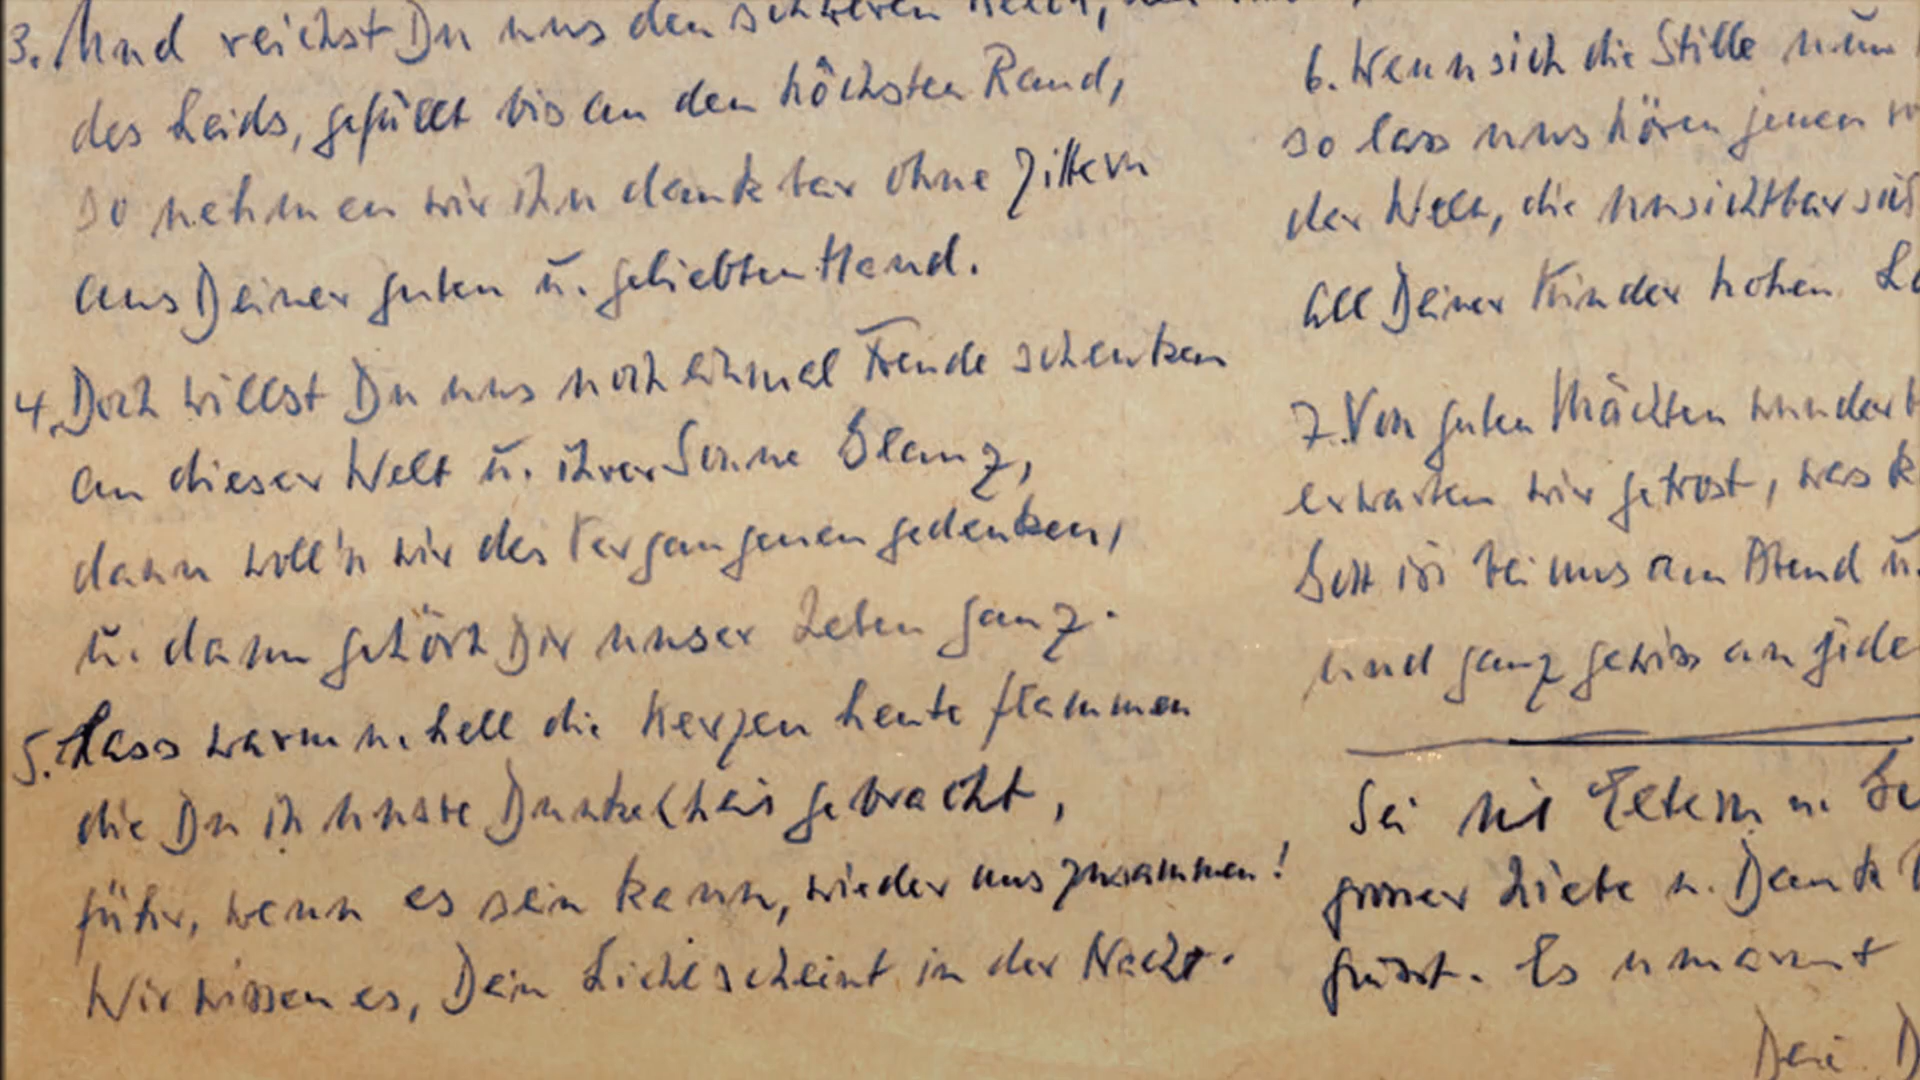 3. Und reichst Du uns den schweren Kelch, den
des Leids, gefüllt bis an den höchsten Rand,
so nehmen wir ihn dankbar ohne Zittern
aus Deiner guten u. geliebten Hand.
4. Doch willst Du uns noch einmal Freude schenken
an dieser Welt u. ihrer Sonne Glanz,
dann woll'n wir des Vergangenen gedenken,
u. dann gehört Dir unser Leben ganz.
5. Lass warm u. hell die Kerzen heute flammen
die Du in unsre Dunkelheit gebracht,
führ, wenn es sein kann, wieder uns zusammen!
Wir wissen es, Dein Licht scheint in der Nacht.
6. Wenn sich die Stille nun
so lass uns hören jenen
der Welt, die unsichtbar sich
all Deiner Kinder hohen
7. Von guten Mächten
erwarten wir getrost, was
Gott ist bei uns am Abend u.
und ganz gewiss an
Sei mit Eltern u.
grosser Liebe u. Dank
grüsst. Es umarmt